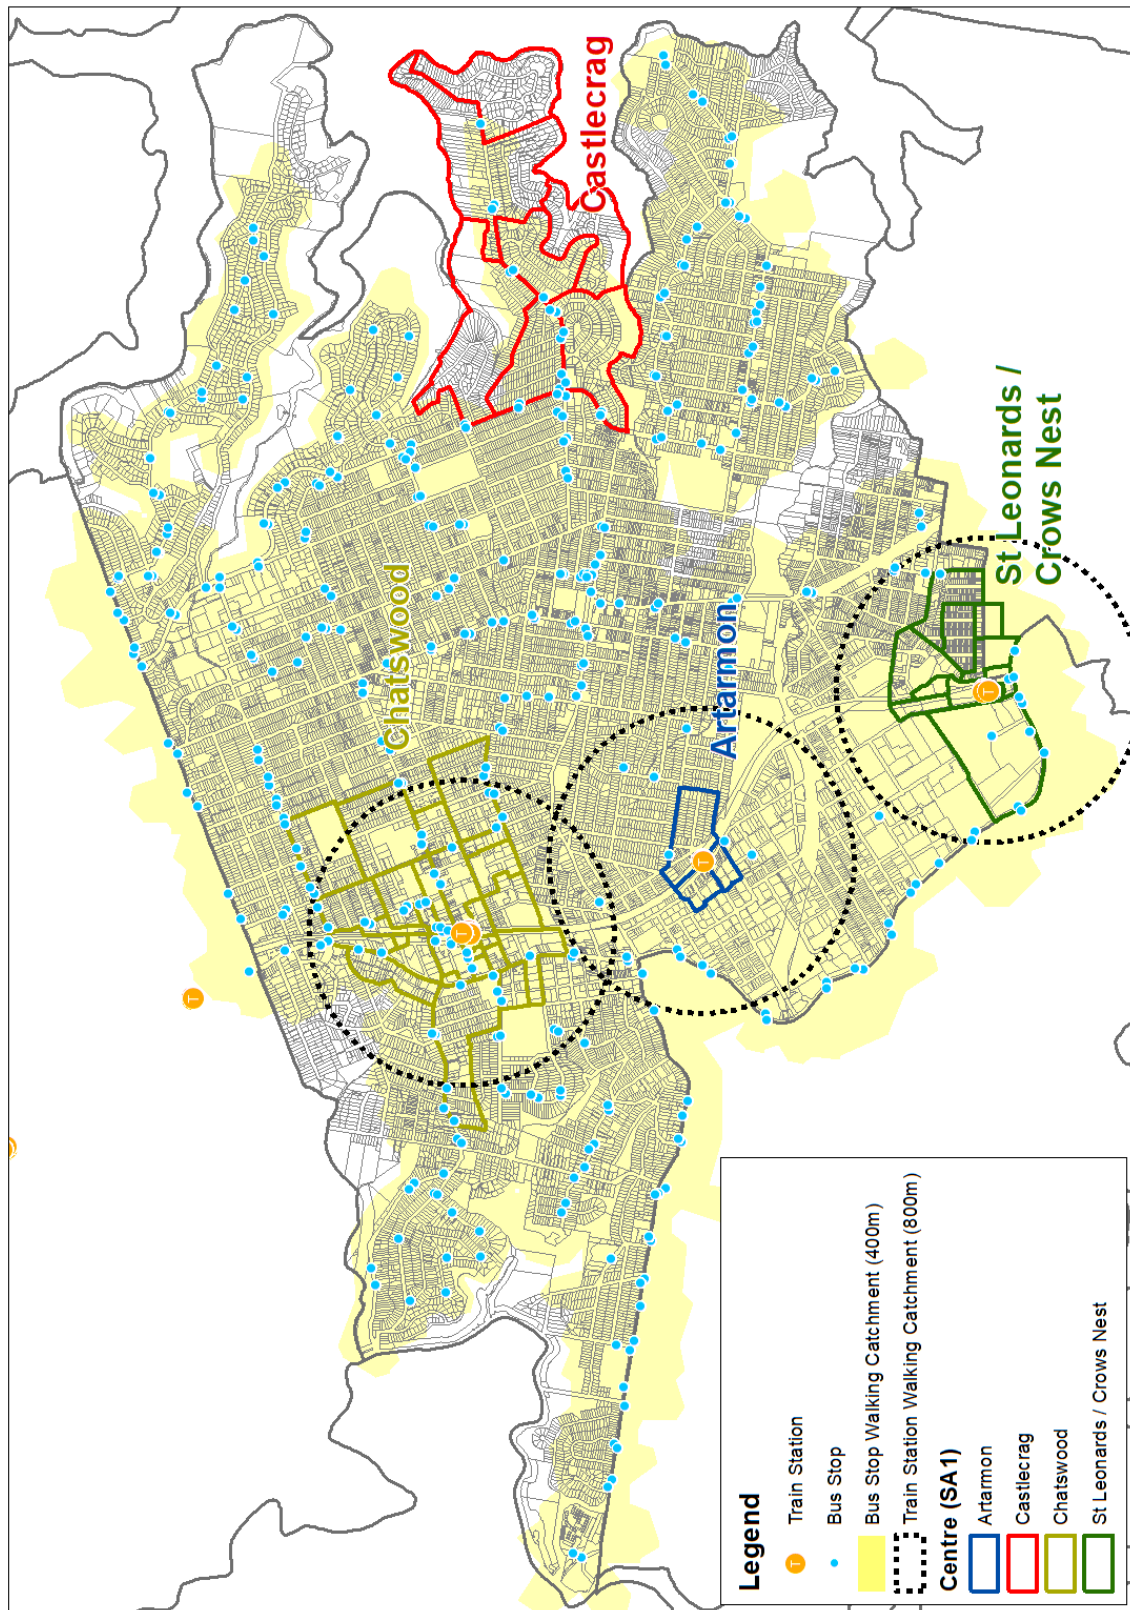 Castlecrag
Chatswood
Artarmon
St Leonards /
Crows Nest
T
T
T
T
Legend
T
Train Station
Bus Stop
Bus Stop Walking Catchment (400m)
Train Station Walking Catchment (800m)
Centre (SA1)
Artarmon
Castlecrag
Chatswood
St Leonards / Crows Nest